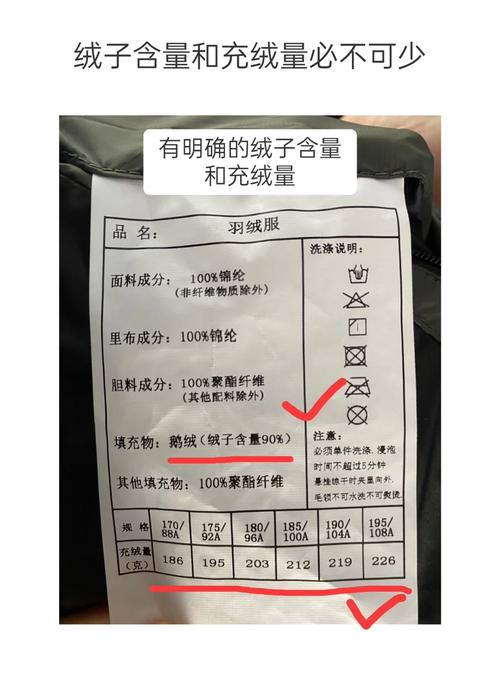 绒子含量和充绒量必不可少
有明确的绒子含量
和充绒量
品 名: 羽绒服
面料成分: 100%锦纶
(非纤维物质除外)
里布成分: 100%锦纶
胆料成分: 100%聚酯纤维
(其他配料除外)
填充物: 鹅绒(绒子含量90%)
其他填充物: 100%聚酯纤维
洗涤说明:
注意:
必须单件洗涤.浸泡
时间不超过5分钟
悬挂晾干时夹里向外.
毛领不可水洗不可熨烫.
规 格 170/88A 175/92A 180/96A 185/100A 190/104A 195/108A
充绒量(克) 186 195 203 212 219 226